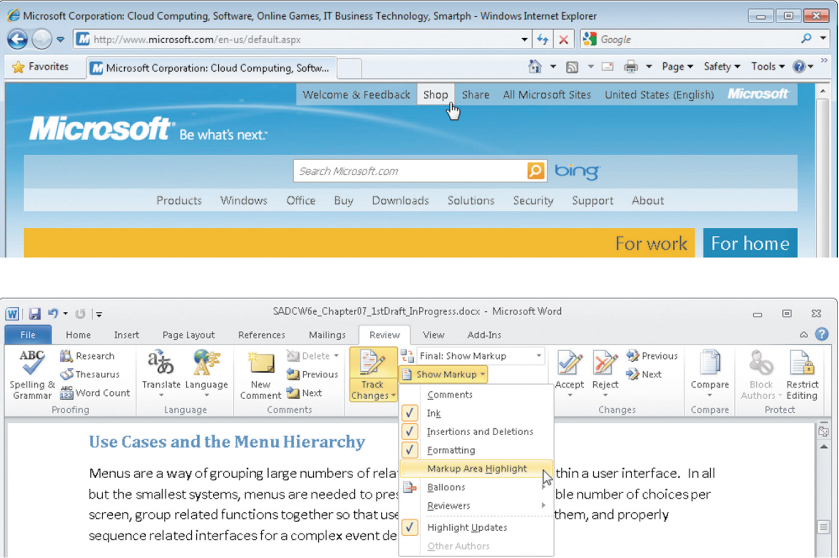 Microsoft Corporation: Cloud Computing, Software, Online Games, IT Business Technology, Smartph - Windows Internet Explorer
http://www.microsoft.com/en-us/default.aspx
Google
Favorites
Microsoft Corporation: Cloud Computing, Softw...
Page
Safety
Tools
Welcome & Feedback
Shop
Share
All Microsoft Sites
United States (English)
Microsoft
Microsoft Be what's next.
Search Microsoft.com
bing
Products Windows Office Buy Downloads Solutions Security Support About
For work
For home
SADCW6e_Chapter07_1stDraft_InProgress.docx - Microsoft Word
File Home Insert Page Layout References Mailings Review View Add-Ins
ABC
Spelling & Grammar
Research
Thesaurus
ABC
123
Word Count
Proofing
Translate
Language
Language
New Comment
Delete
Previous
Next
Comments
Track Changes
Final: Show Markup
Show Markup
Comments
Ink
Insertions and Deletions
Formatting
Markup Area Highlight
Balloons
Reviewers
Highlight Updates
Other Authors
Accept
Reject
Previous
Next
Changes
Compare
Compare
Block Authors
Restrict Editing
Protect
Use Cases and the Menu Hierarchy
Menus are a way of grouping large numbers of rela thin a user interface. In all
but the smallest systems, menus are needed to pres ble number of choices per
screen, group related functions together so that use them, and properly
sequence related interfaces for a complex event de